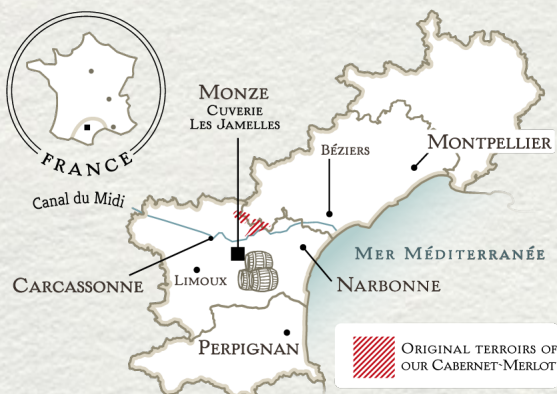 FRANCE
MONZE
CUVERIE
LES JAMELLES
BÉZIERS
MONTPELLIER
Canal du Midi
MER MÉDITERRANÉE
CARCASSONNE
LIMOUX
NARBONNE
PERPIGNAN
ORIGINAL TERROIRS OF
OUR CABERNET-MERLOT